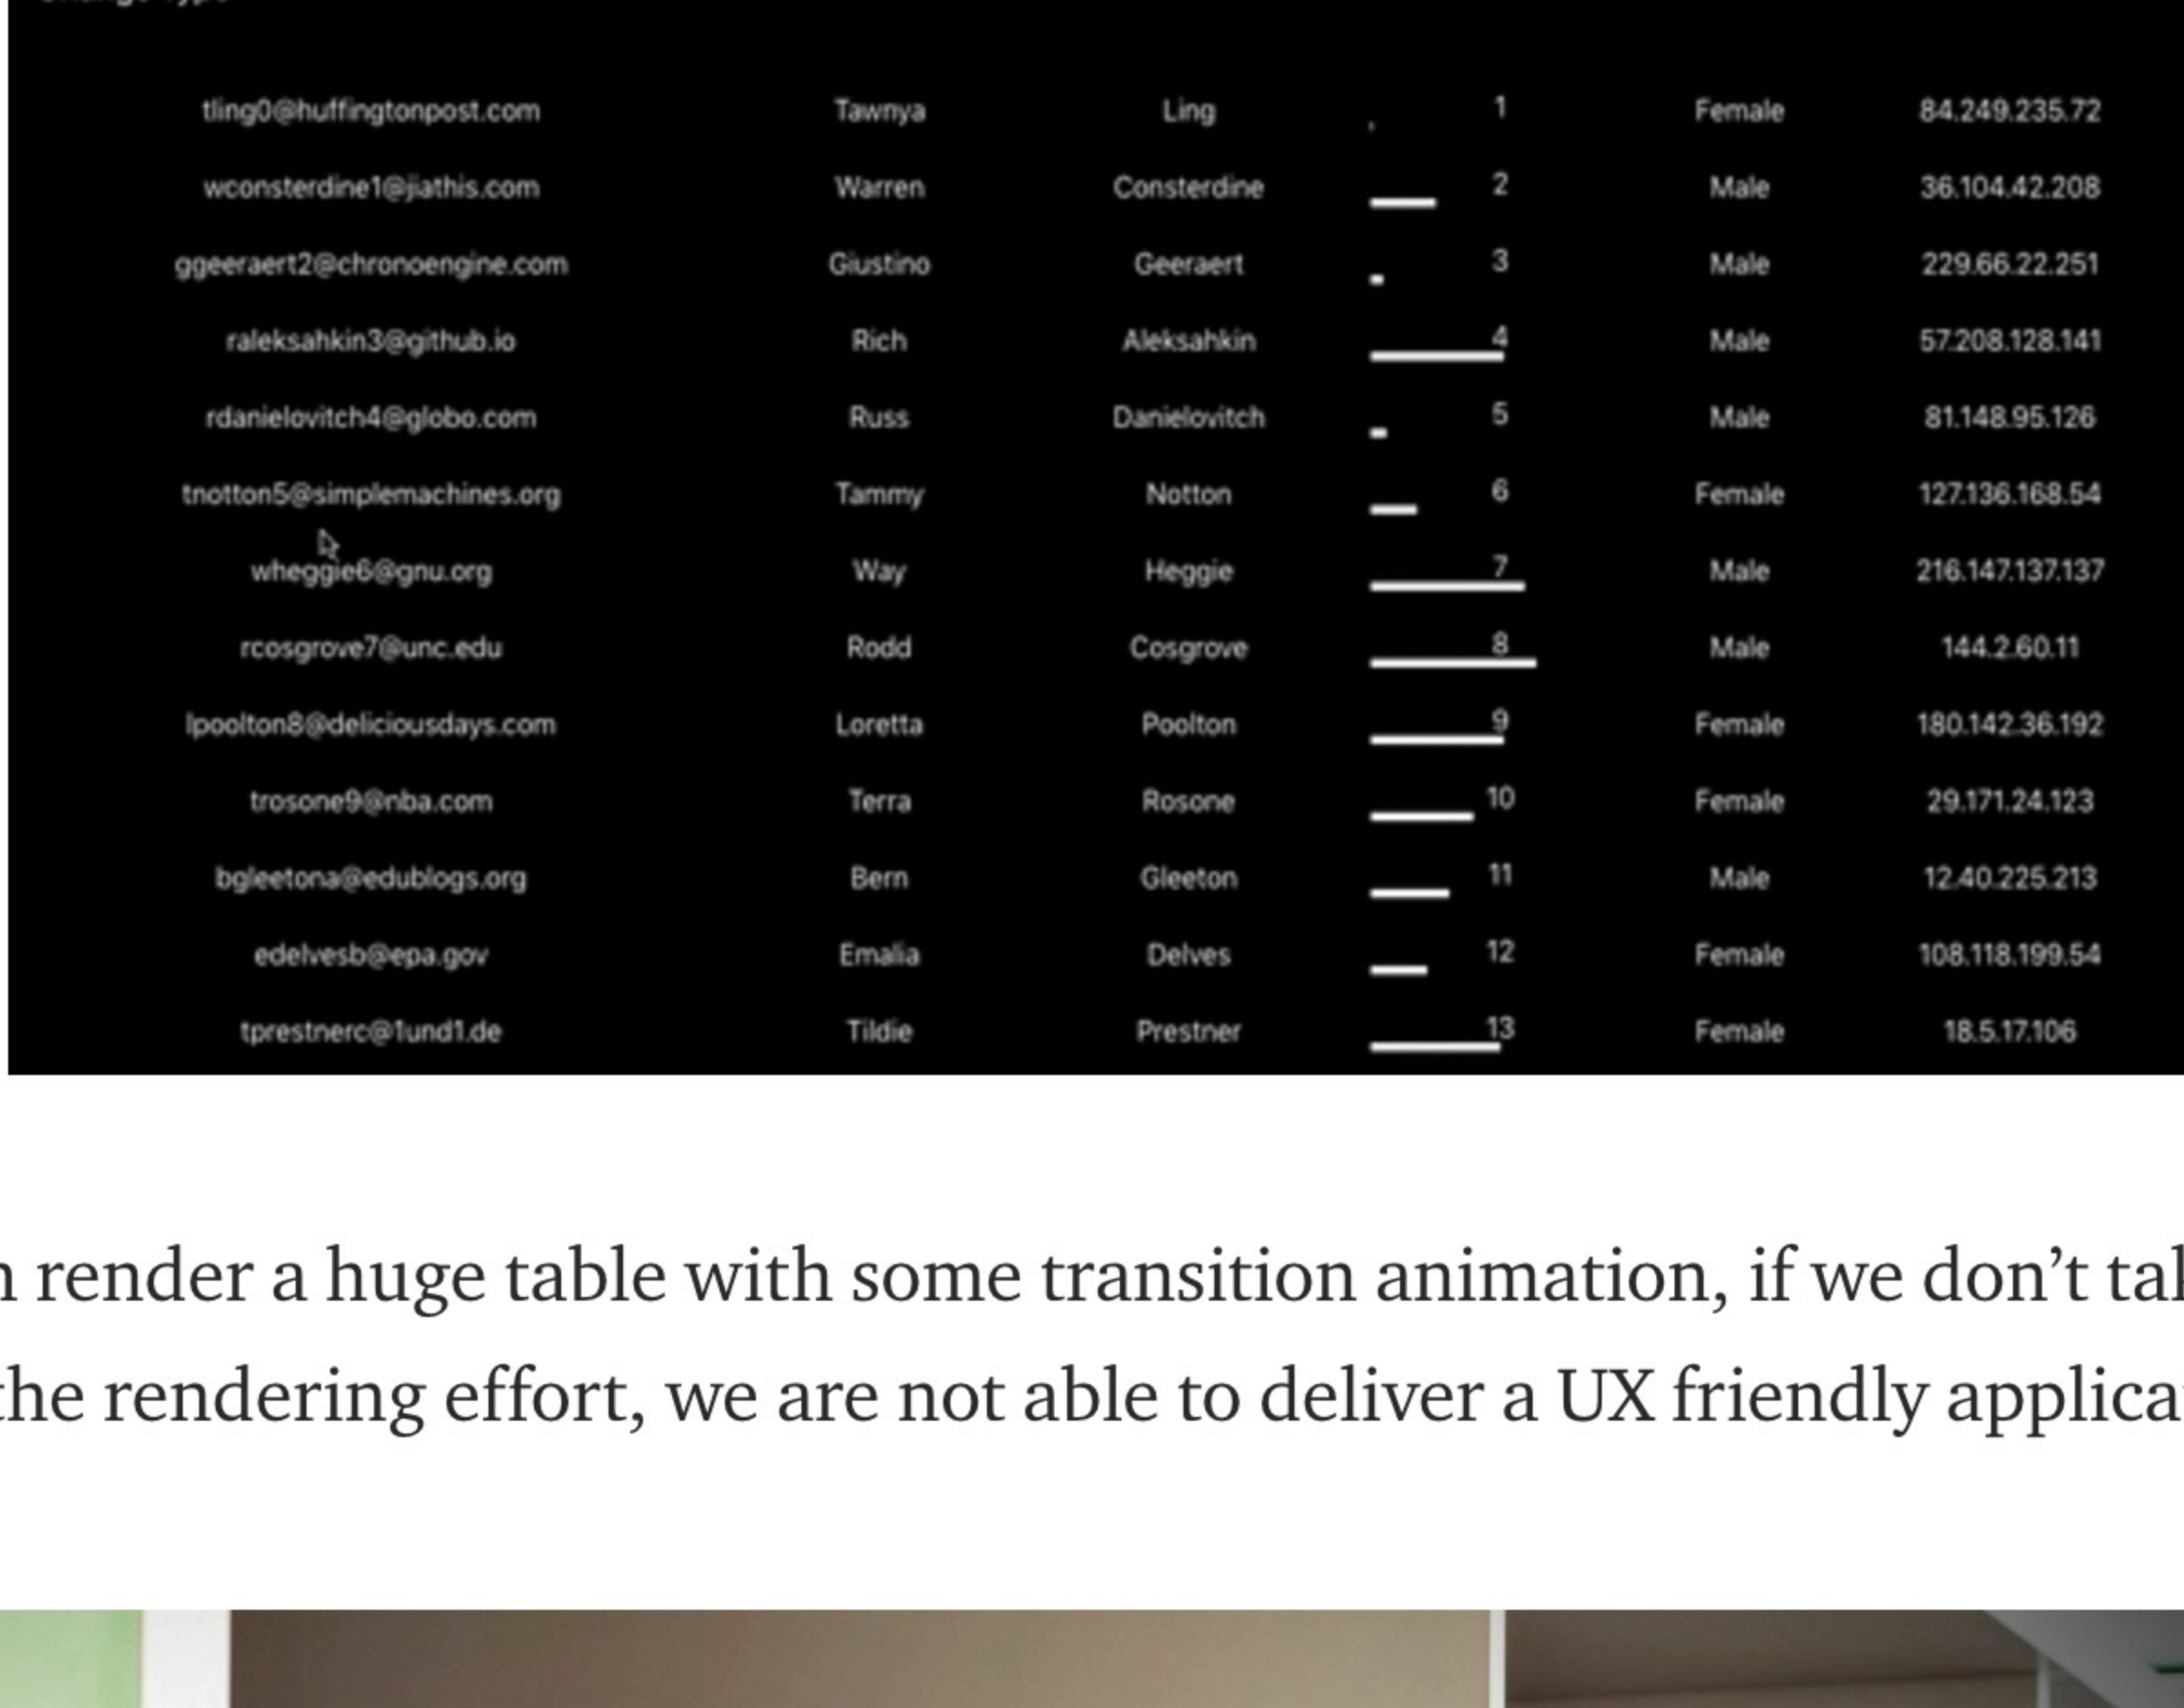 tling0@huffingtonpost.com Tawnya Ling 1 Female 84.249.235.72
wconsterdine1@jiathis.com Warren Consterdine 2 Male 36.104.42.208
ggeeraert2@chronoengine.com Giustino Geeraert 3 Male 229.66.22.251
raleksahkin3@github.io Rich Aleksahkin 4 Male 57.208.128.141
rdanielovitch4@globo.com Russ Danielovitch 5 Male 81.148.95.126
tnotton5@simplemachines.org Tammy Notton 6 Female 127.136.168.54
wheggie6@gnu.org Way Heggie 7 Male 216.147.137.137
rcosgrove7@unc.edu Rodd Cosgrove 8 Male 144.2.60.11
lpoolton8@deliciousdays.com Loretta Poolton 9 Female 180.142.36.192
trosone9@nba.com Terra Rosone 10 Female 29.171.24.123
bgleetona@edublogs.org Bern Gleeton 11 Male 12.40.225.213
edelvesb@epa.gov Emalia Delves 12 Female 108.118.199.54
tprestnerc@1und1.de Tildie Prestner 13 Female 18.5.17.106
render a huge table with some transition animation, if we don’t
the rendering effort, we are not able to deliver a UX friendly